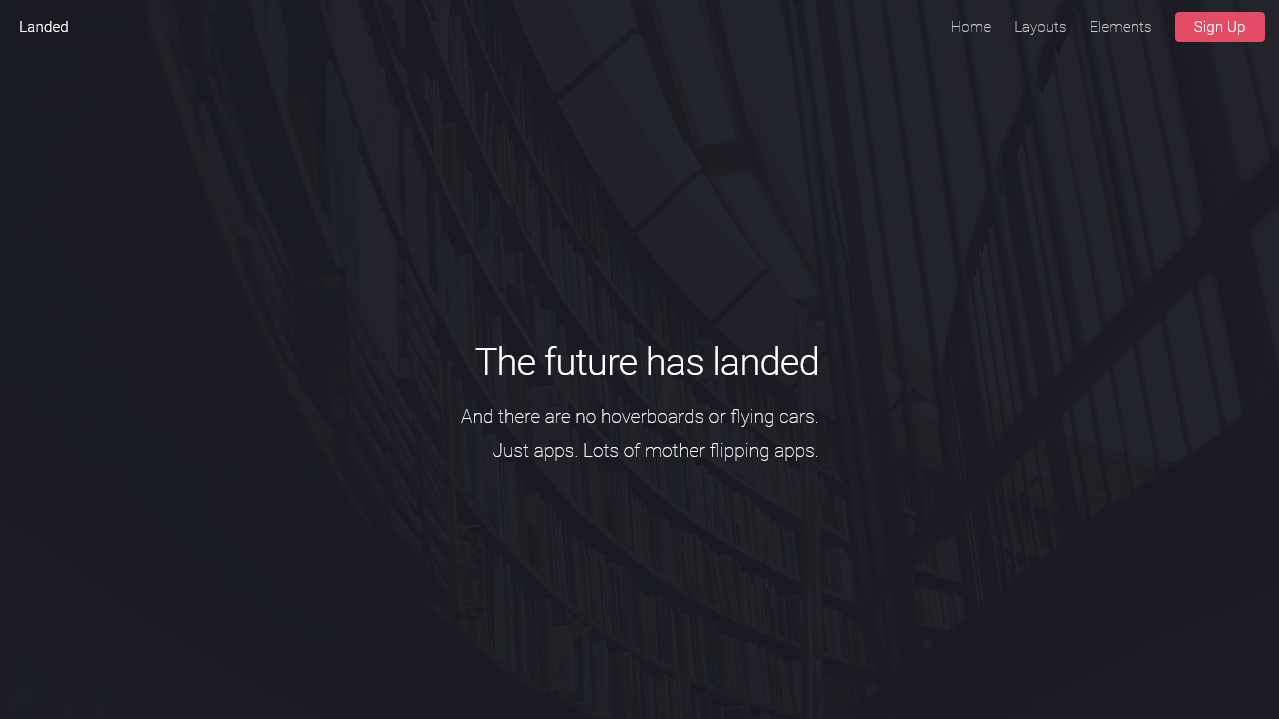 Landed
Home Layouts Elements Sign Up
The future has landed
And there are no hoverboards or flying cars.
Just apps. Lots of mother flipping apps.